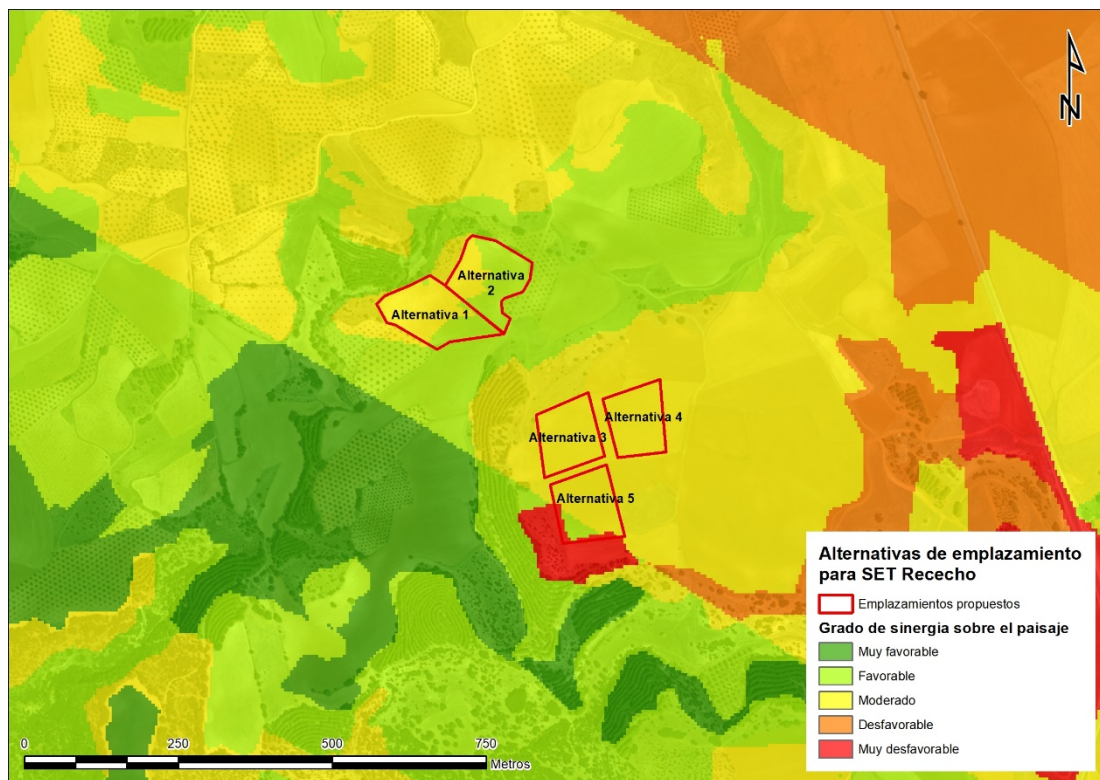 N
Alternativa
2
Alternativa 1
Alternativa 4
Alternativa 3
Alternativa 5
Alternativas de emplazamiento
para SET Rececho
Emplazamientos propuestos
Grado de sinergia sobre el paisaje
Muy favorable
Favorable
Moderado
Desfavorable
Muy desfavorable
0 250 500 750
Metros